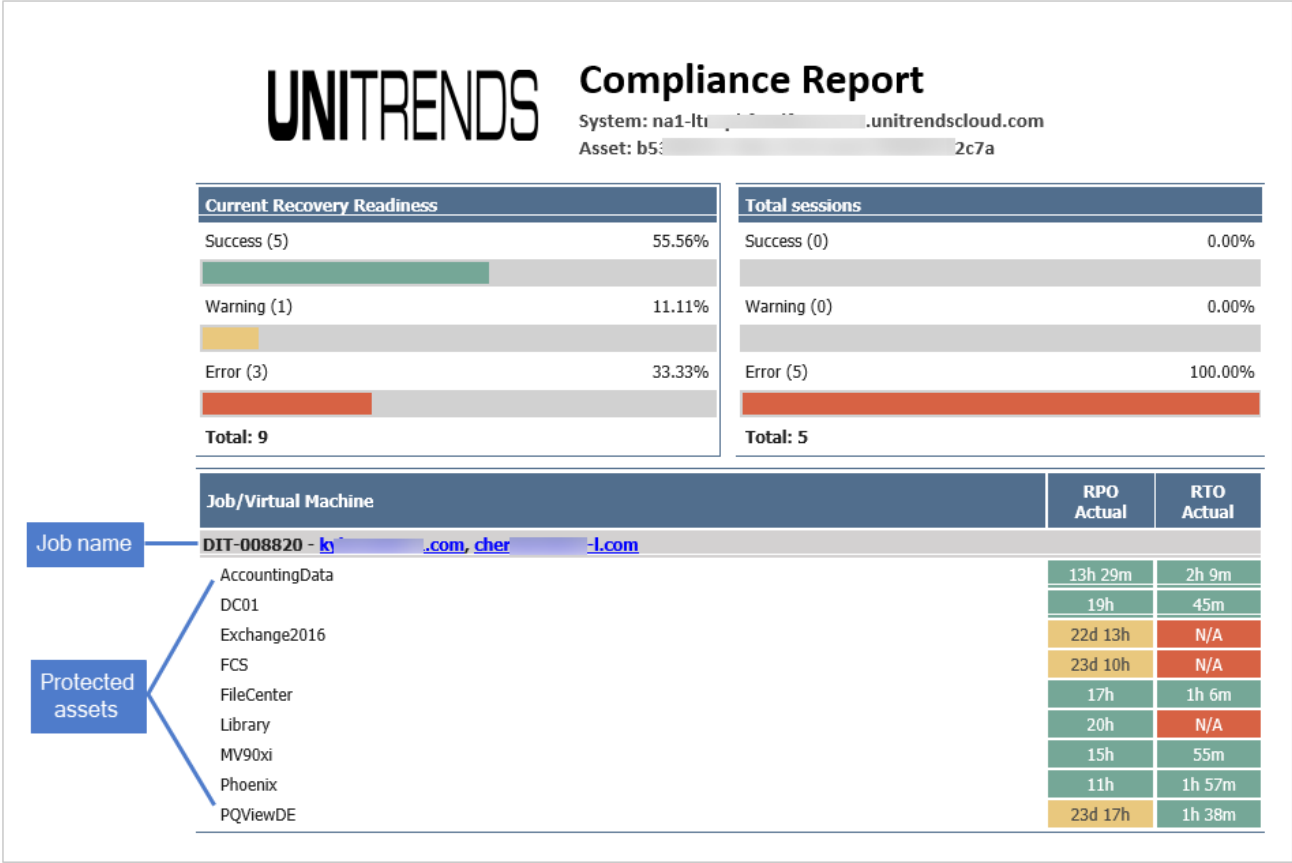 UNITRENDS
Compliance Report
System: na1-lt .unitrendscloud.com
Asset: b53 2c7a
Current Recovery Readiness
Success (5) 55.56%
Warning (1) 11.11%
Error (3) 33.33%
Total: 9
Total sessions
Success (0) 0.00%
Warning (0) 0.00%
Error (5) 100.00%
Total: 5
Job/Virtual Machine RPO Actual RTO Actual
Job name
DIT-008820 - ky .com, cher -l.com
AccountingData 13h 29m 2h 9m
DC01 19h 45m
Exchange2016 22d 13h N/A
FCS 23d 10h N/A
Protected assets
FileCenter 17h 1h 6m
Library 20h N/A
MV90xi 15h 55m
Phoenix 11h 1h 57m
PQViewDE 23d 17h 1h 38m